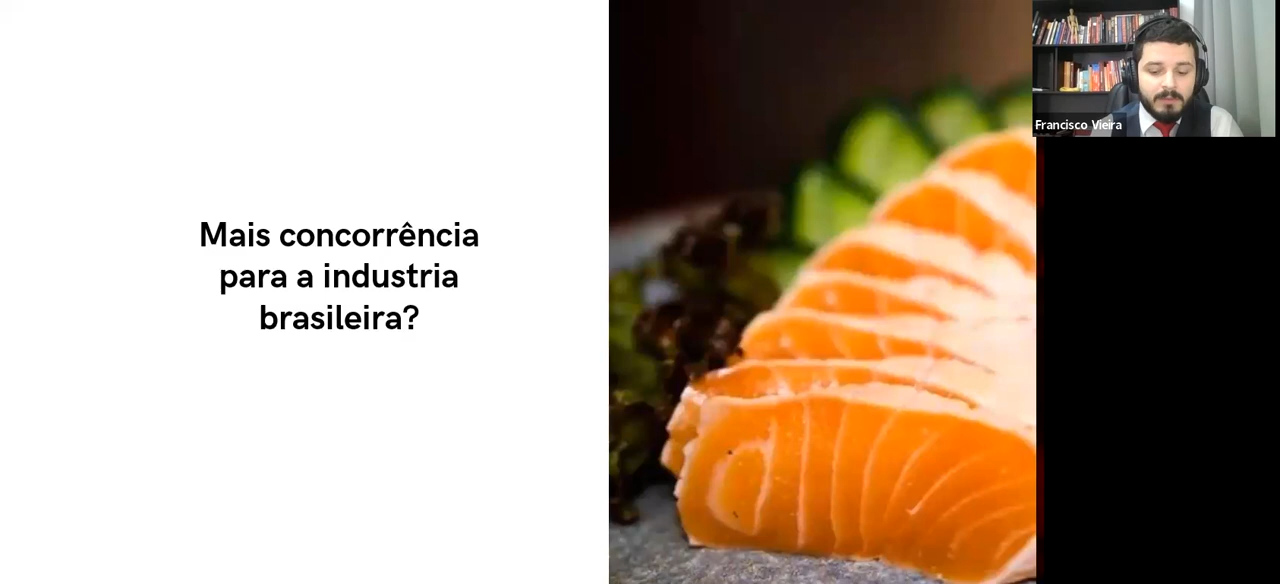 Mais concorrência
para a industria
brasileira?
Francisco Vieira